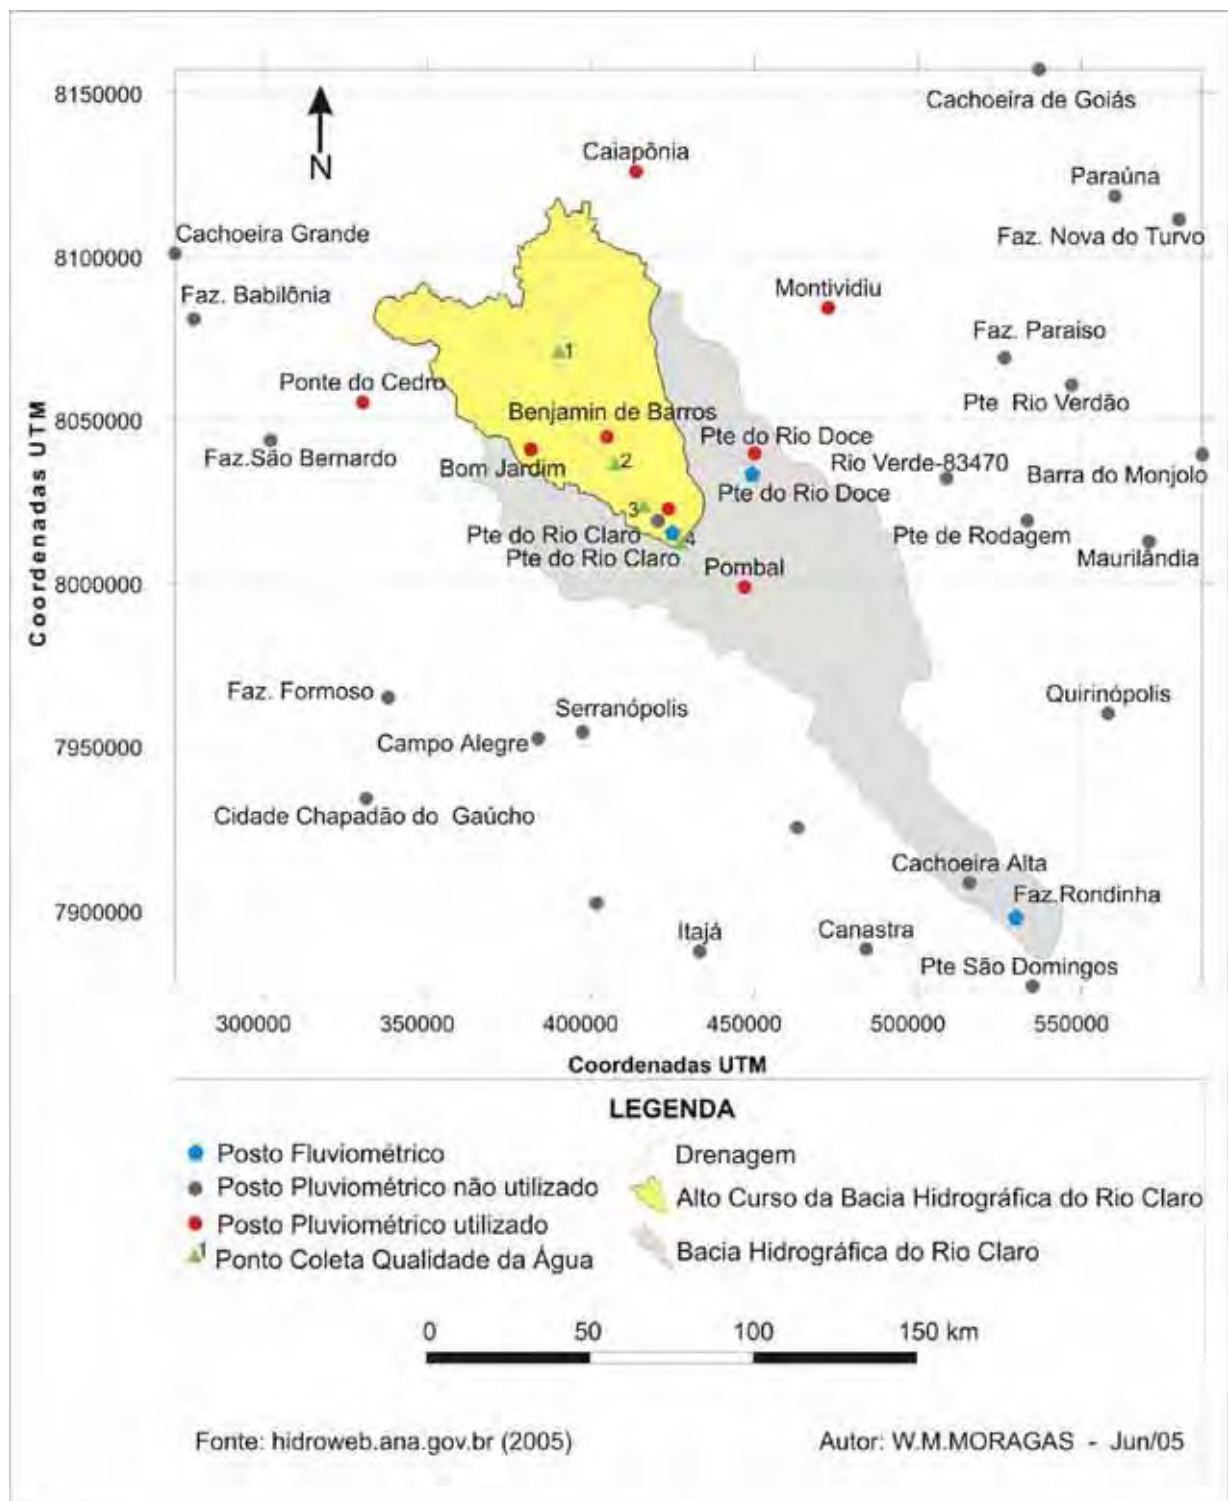 8150000
Cachoeira de Goiás
N
Caiapônia
Paraúna
Cachoeira Grande
Faz. Nova do Turvo
8100000
Faz. Babilônia
Montividiu
Faz. Paraiso
1
Ponte do Cedro
Pte Rio Verdão
Benjamin de Barros
8050000
Pte do Rio Doce
Faz.São Bernardo
Bom Jardim
2
Rio Verde-83470
Barra do Monjolo
Pte do Rio Doce
3
Pte do Rio Claro
4
Pte de Rodagem
Pte do Rio Claro
Maurilândia
Pombal
8000000
Coordenadas UTM
Faz. Formoso
Quirinópolis
Serranópolis
Campo Alegre
7950000
Cidade Chapadão do Gaúcho
Cachoeira Alta
Faz.Rondinha
7900000
Itajá
Canastra
Pte São Domingos
300000 350000 400000 450000 500000 550000
Coordenadas UTM
LEGENDA
Posto Fluviométrico
Posto Pluviométrico não utilizado
Posto Pluviométrico utilizado
1
Ponto Coleta Qualidade da Água
Drenagem
Alto Curso da Bacia Hidrográfica do Rio Claro
Bacia Hidrográfica do Rio Claro
0 50 100 150 km
Fonte: hidroweb.ana.gov.br (2005)
Autor: W.M.MORAGAS - Jun/05